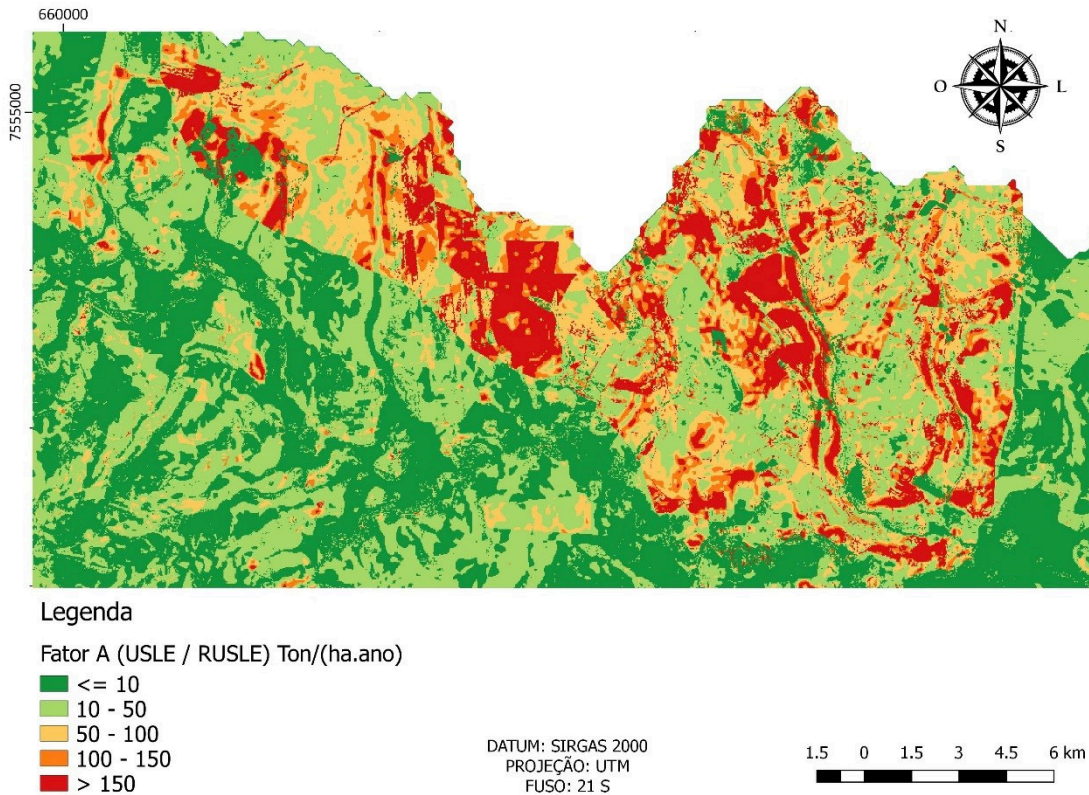 660000
7555000
N
O
L
S
Legenda
Fator A (USLE / RUSLE) Ton/(ha.ano)
<= 10
10 - 50
50 - 100
100 - 150
> 150
DATUM: SIRGAS 2000
PROJEÇÃO: UTM
FUSO: 21 S
1.5 0 1.5 3 4.5 6 km